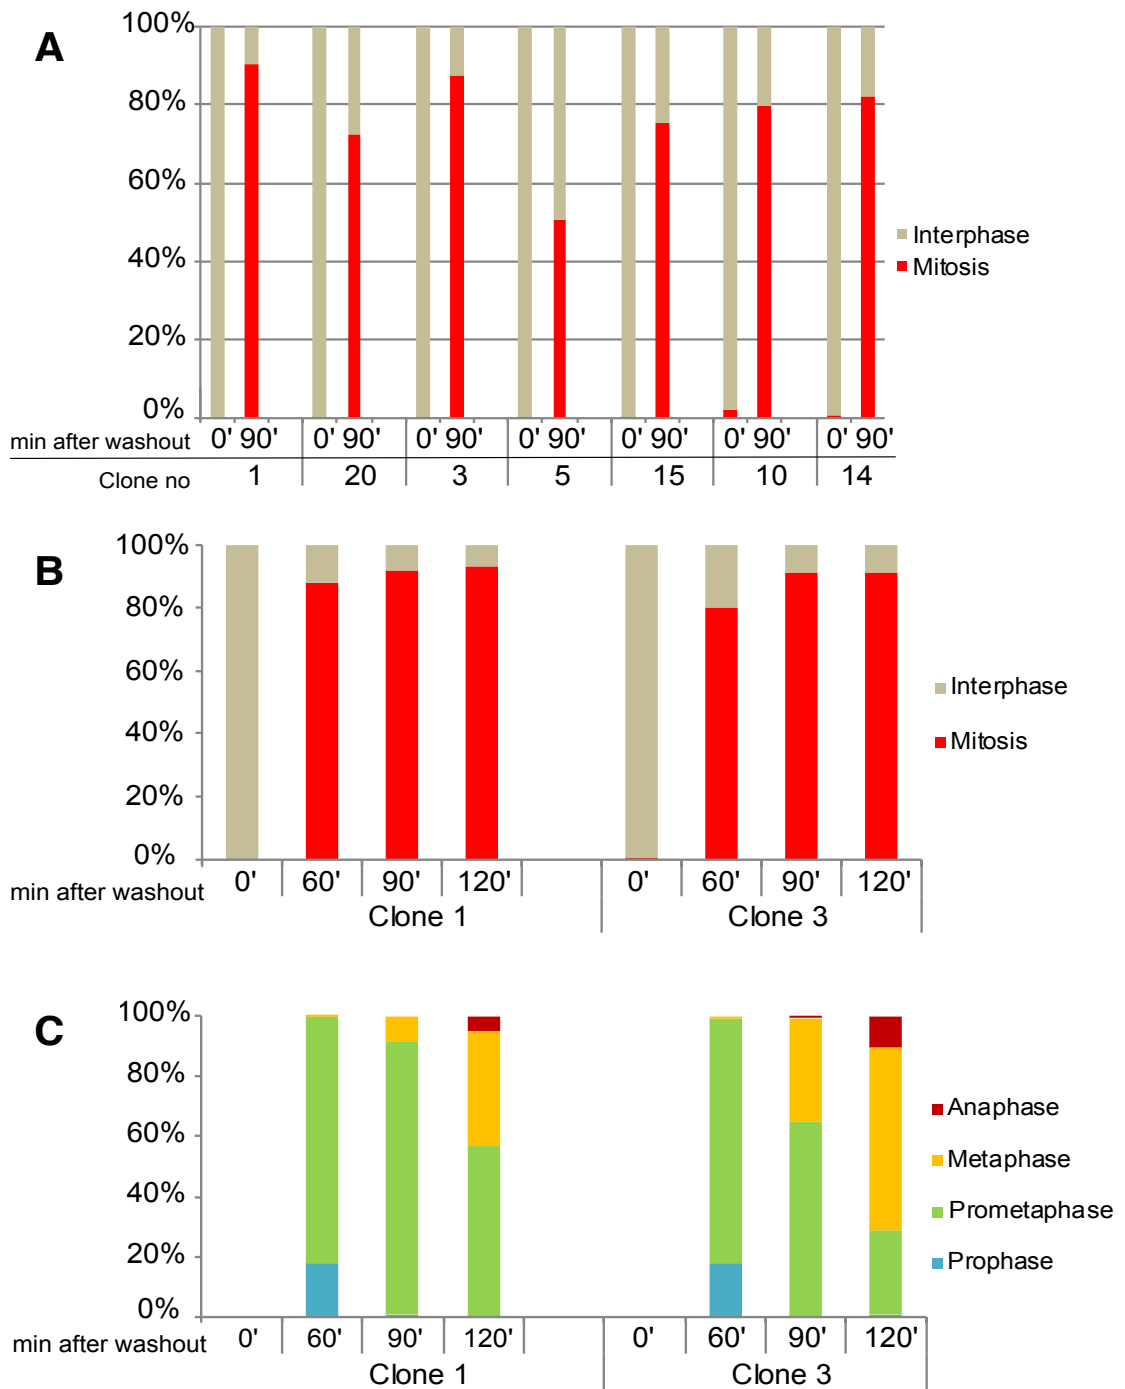 A
100%
80%
60%
40%
20%
0%
Interphase
Mitosis
min after washout 0' 90' 0' 90' 0' 90' 0' 90' 0' 90' 0' 90' 0' 90'
Clone no 1 20 3 5 15 10 14
B
100%
80%
60%
40%
20%
0%
Interphase
Mitosis
min after washout 0' 60' 90' 120' 0' 60' 90' 120'
Clone 1 Clone 3
C
100%
80%
60%
40%
20%
0%
Anaphase
Metaphase
Prometaphase
Prophase
min after washout 0' 60' 90' 120' 0' 60' 90' 120'
Clone 1 Clone 3